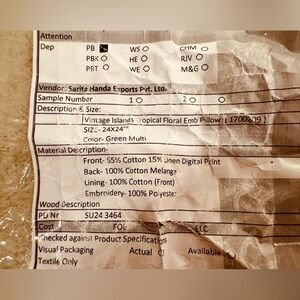 Attention
Dep PB WS CHM
PBK HE RJV
PBT WE M&G
Vendor: Sarita Handa Exports Pvt. Ltd.
Sample Number 1 2
Description & Size:
Vintage Islands Tropical Floral Emb Pillow ( 1700209 )
SIZE- 24X24"
Color- Green Multi
Material Description-
Front- 85% Cotton 15% Linen Digital Print
Back- 100% Cotton Melange
Lining- 100% Cotton (Front)
Embroidery- 100% Polyester
Wood Description
PD Nr SU24 3464
Cost FOB ELC
Checked against Product Specifications
Visual Packaging Actual Available
Textile Only